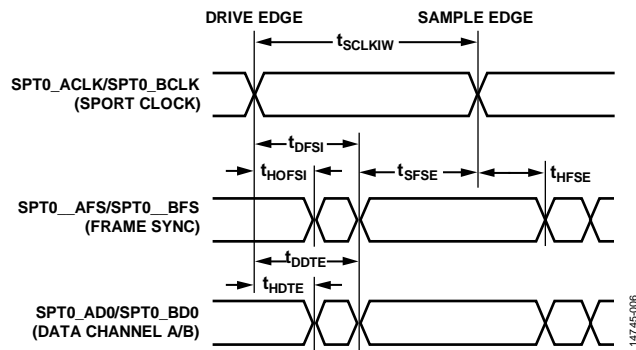 DRIVE EDGE
SAMPLE EDGE
tSCLKIW
SPT0_ACLK/SPT0_BCLK
(SPORT CLOCK)
tDFSI
tHOFSI
tSFSE
tHFSE
SPT0__AFS/SPT0__BFS
(FRAME SYNC)
tDDTE
tHDTE
SPT0_AD0/SPT0_BD0
(DATA CHANNEL A/B)
14745-006